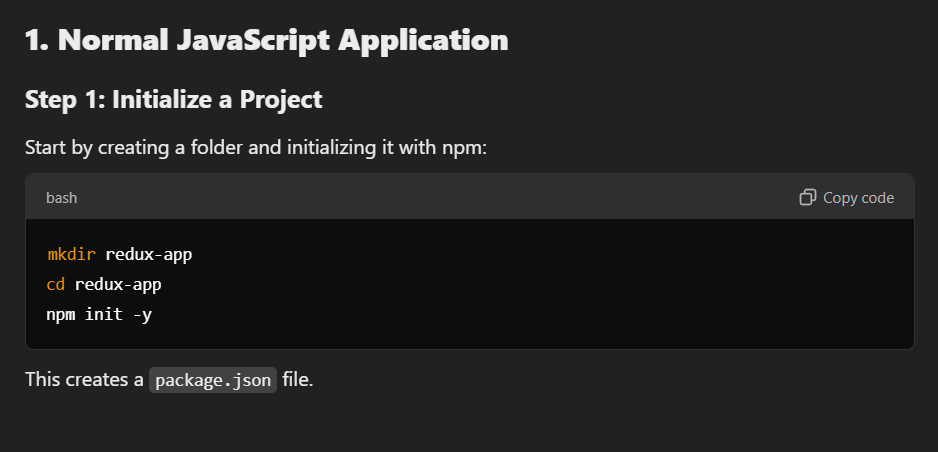 1. Normal JavaScript Application
Step 1: Initialize a Project
Start by creating a folder and initializing it with npm:
bash
Copy code
mkdir redux-app
cd redux-app
npm init -y
This creates a package.json file.